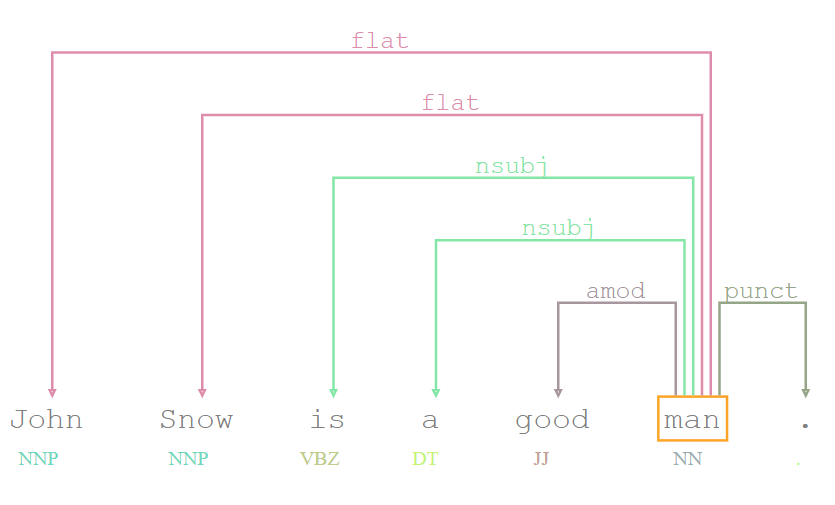 flat
flat
nsubj
nsubj
amod punct
John Snow is a good man .
NNP NNP VBZ DT JJ NN .